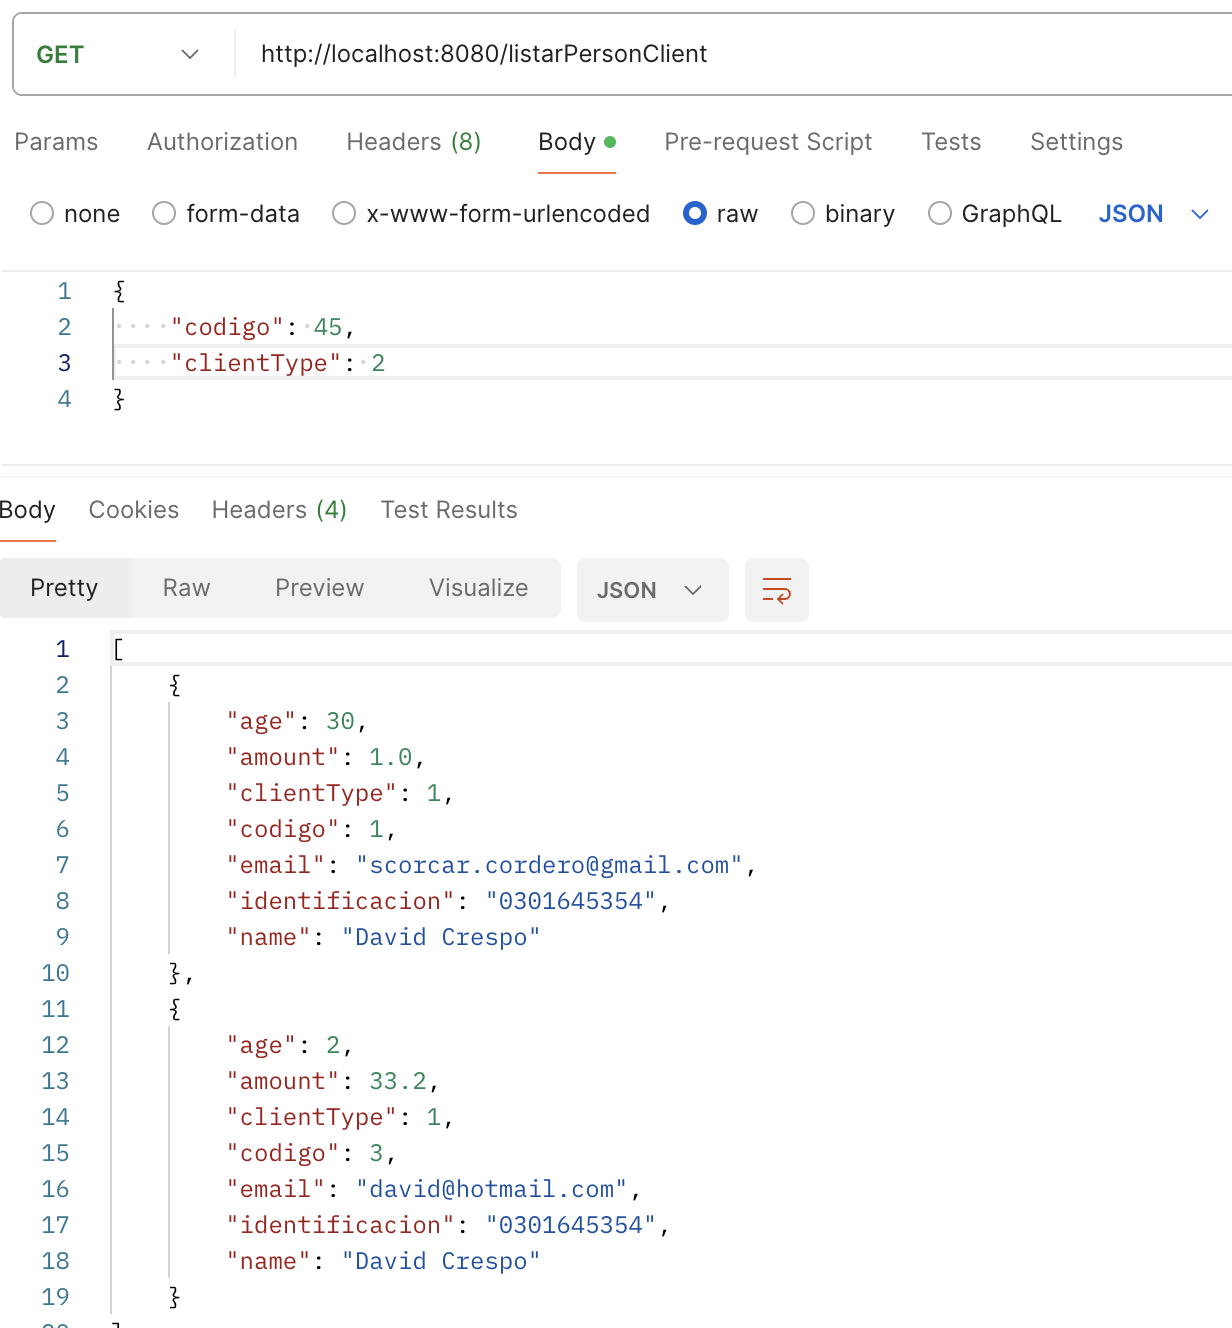 GET http://localhost:8080/listarPersonClient
Params Authorization Headers (8) Body Pre-request Script Tests Settings
none form-data x-www-form-urlencoded raw binary GraphQL JSON
1 {
2 "codigo": 45,
3 "clientType": 2
4 }
Body Cookies Headers (4) Test Results
Pretty Raw Preview Visualize JSON
1 [
2 {
3 "age": 30,
4 "amount": 1.0,
5 "clientType": 1,
6 "codigo": 1,
7 "email": "scorcar.cordero@gmail.com",
8 "identificacion": "0301645354",
9 "name": "David Crespo"
10 },
11 {
12 "age": 2,
13 "amount": 33.2,
14 "clientType": 1,
15 "codigo": 3,
16 "email": "david@hotmail.com",
17 "identificacion": "0301645354",
18 "name": "David Crespo"
19 }